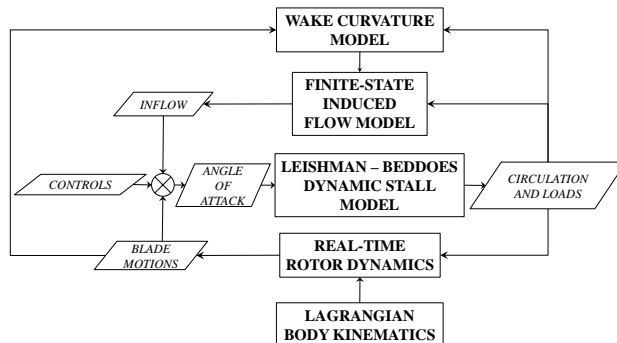 WAKE CURVATURE
MODEL
FINITE-STATE
INDUCED
FLOW MODEL
INFLOW
CONTROLS
ANGLE
OF
ATTACK
LEISHMAN – BEDDOES
DYNAMIC STALL
MODEL
CIRCULATION
AND LOADS
BLADE
MOTIONS
REAL-TIME
ROTOR DYNAMICS
LAGRANGIAN
BODY KINEMATICS